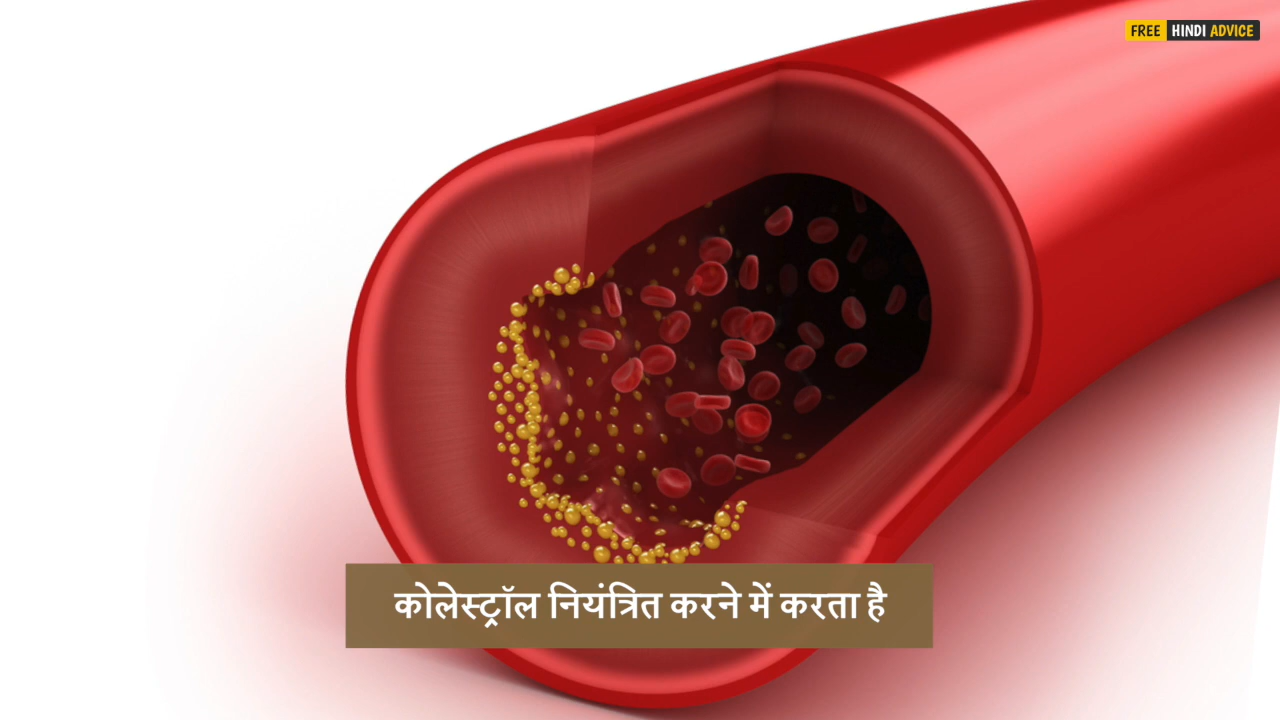 FREE HINDI ADVICE
कोलेस्ट्रॉल नियंत्रित करने में करता है